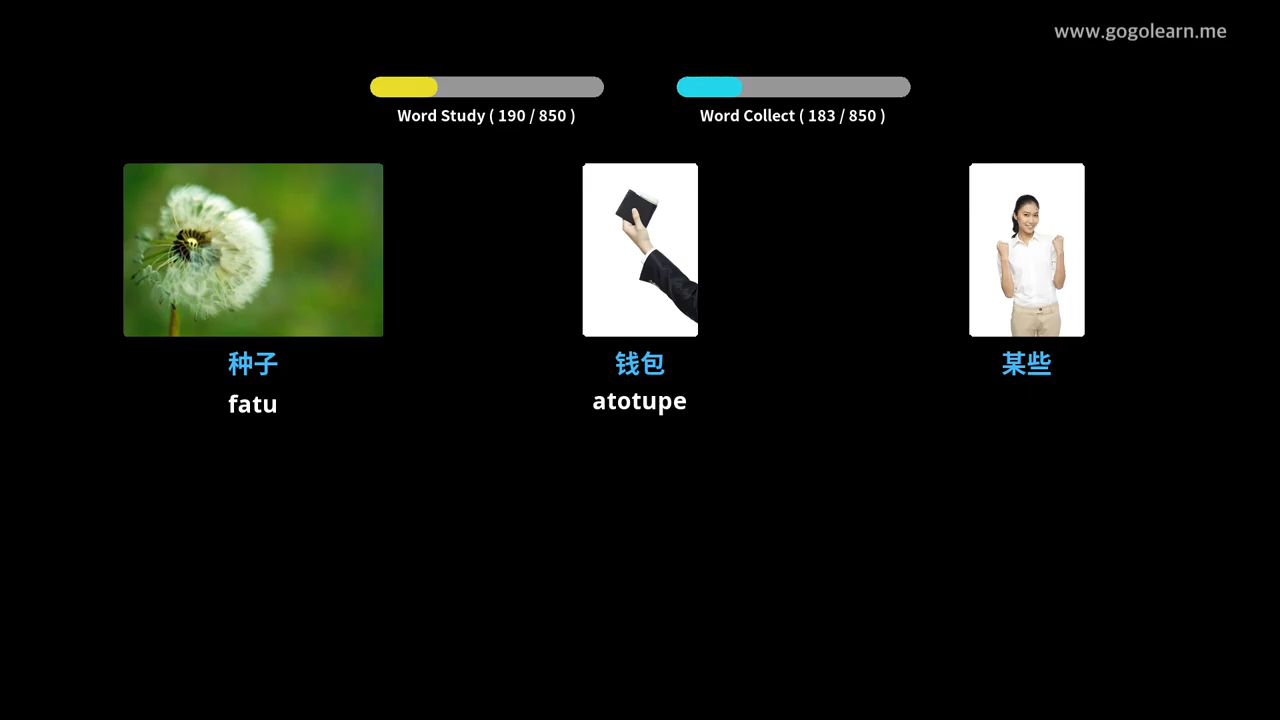 www.gogolearn.me
Word Study ( 190 / 850 )
Word Collect ( 183 / 850 )
种子
fatu
钱包
atotupe
某些